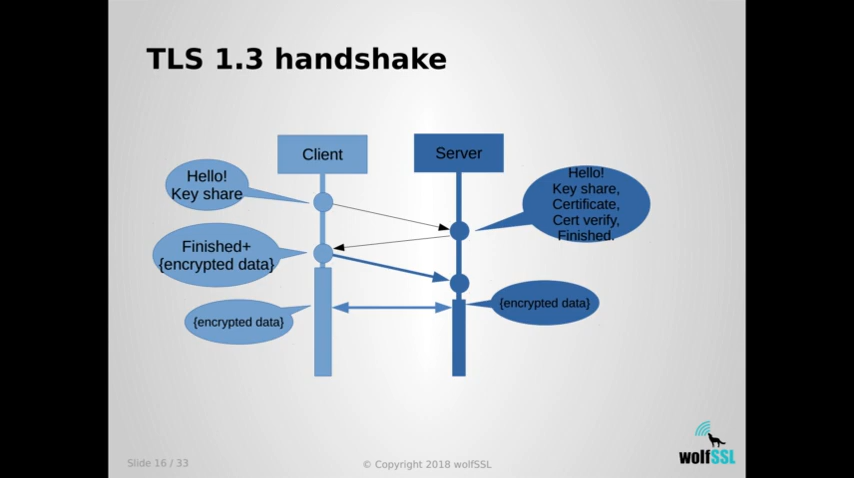 TLS 1.3 handshake
Client
Server
Hello!
Key share
Hello!
Key share,
Certificate,
Cert verify,
Finished.
Finished+
{encrypted data}
{encrypted data}
{encrypted data}
Slide 16 / 33
© Copyright 2018 wolfSSL
wolfSSL